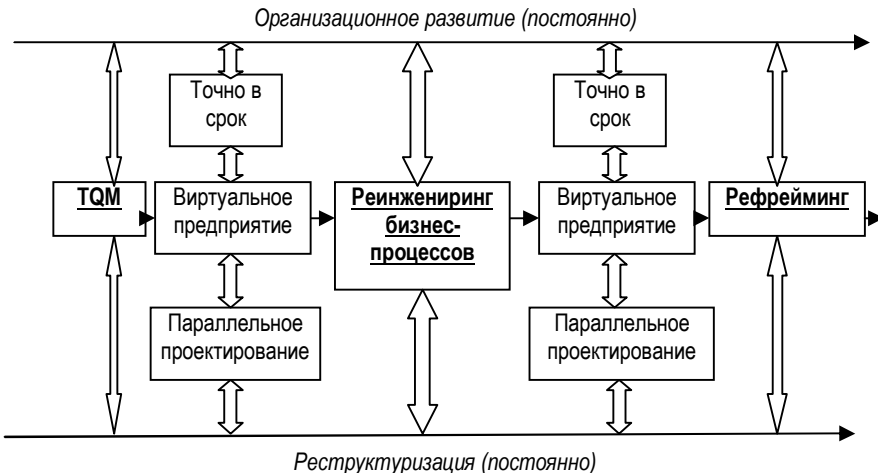 Организационное развитие (постоянно)
Точно в
срок
Точно в
срок
TQM
Виртуальное
предприятие
Реинжениринг
бизнес-
процессов
Виртуальное
предприятие
Рефрейминг
Параллельное
проектирование
Параллельное
проектирование
Реструктуризация (постоянно)